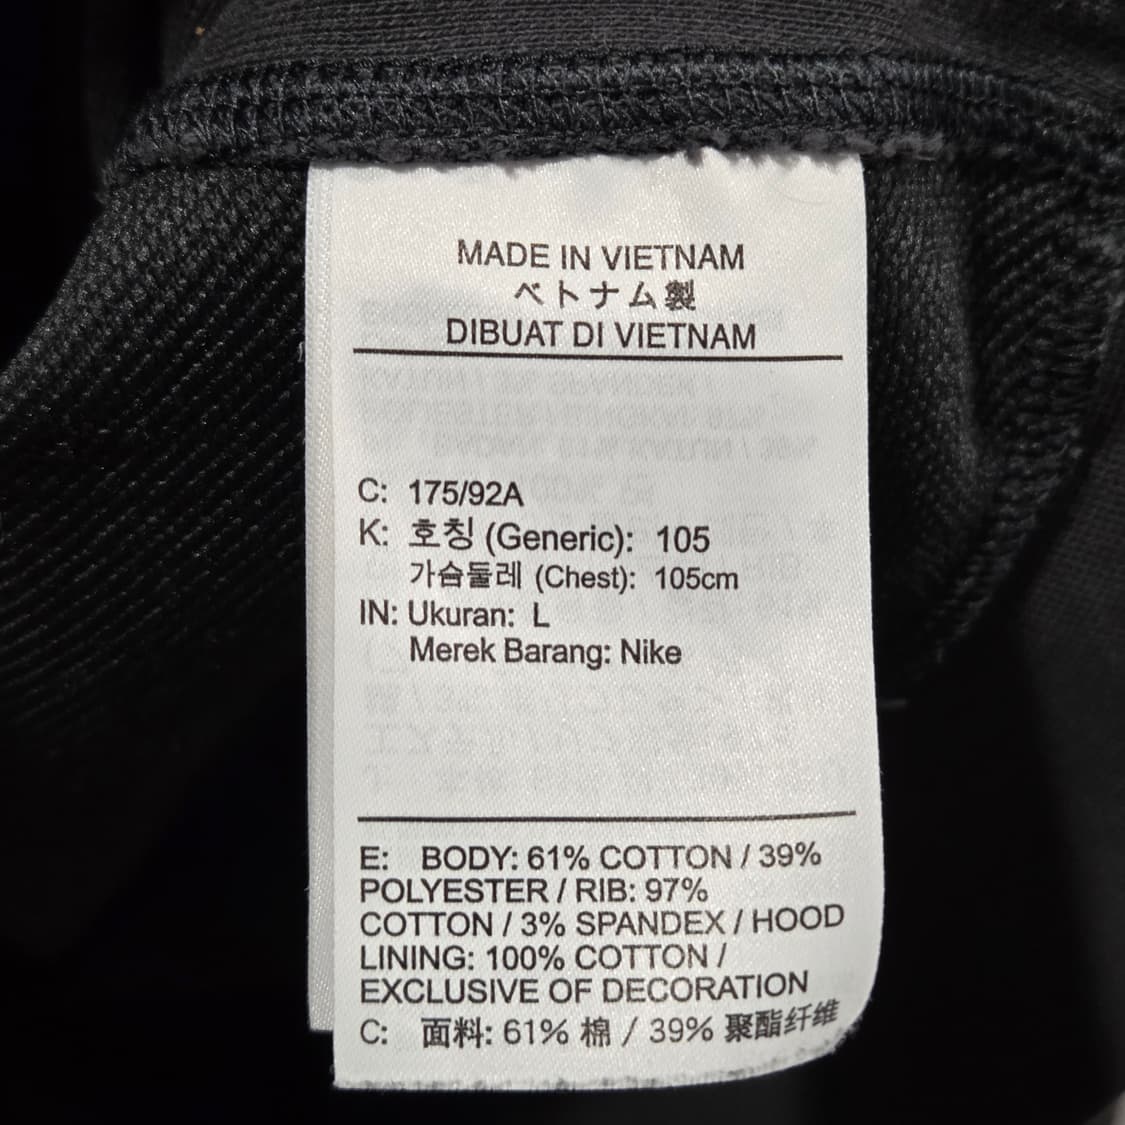 MADE IN VIETNAM
ベトナム製
DIBUAT DI VIETNAM
C: 175/92A
K: 호칭 (Generic): 105
가슴둘레 (Chest): 105cm
IN: Ukuran: L
Merek Barang: Nike
E: BODY: 61% COTTON / 39%
POLYESTER / RIB: 97%
COTTON / 3% SPANDEX / HOOD
LINING: 100% COTTON /
EXCLUSIVE OF DECORATION
C: 面料: 61% 棉 / 39% 聚酯纤维